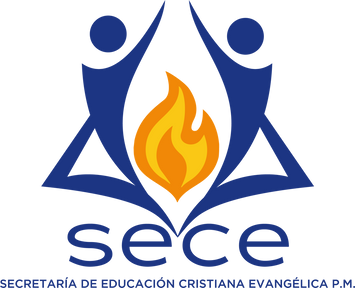 sece
SECRETARÍA DE EDUCACIÓN CRISTIANA EVANGÉLICA P.M.